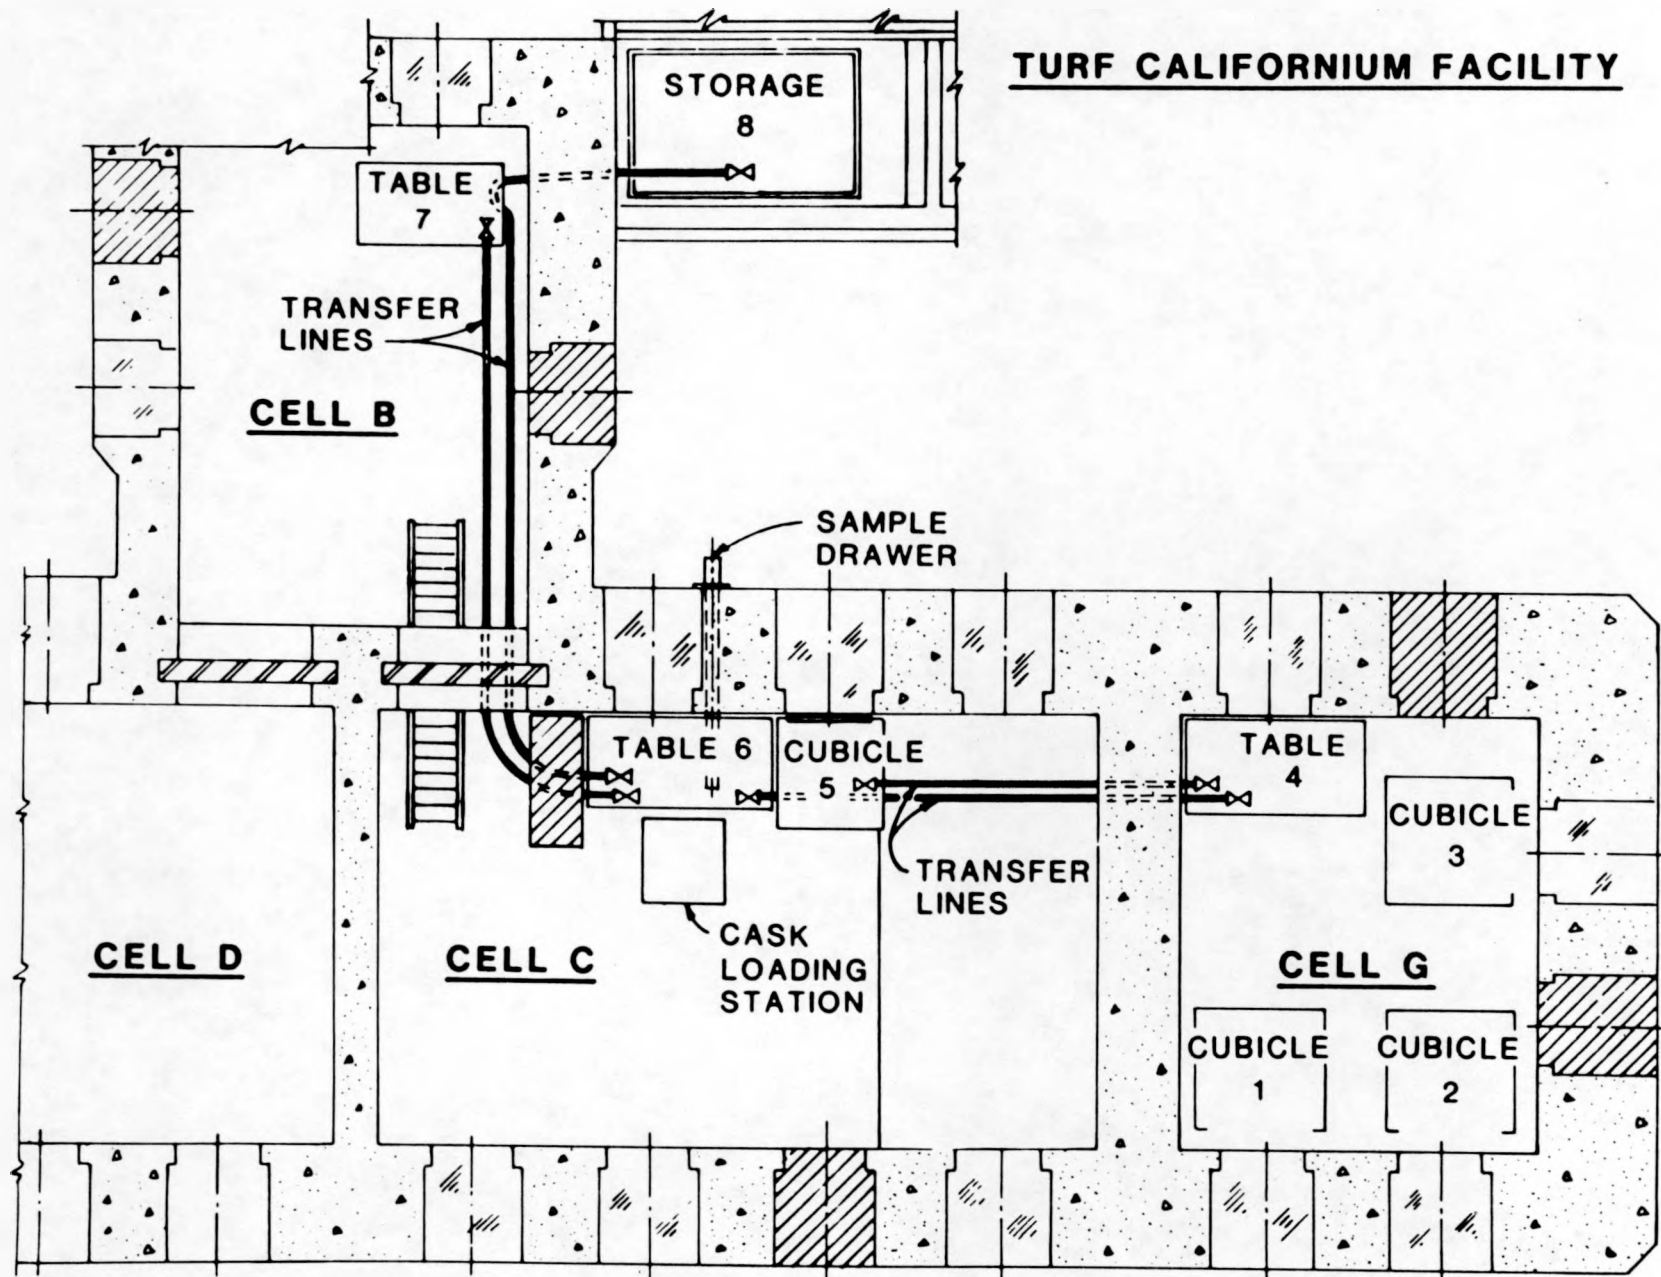 TURF CALIFORNIUM FACILITY
STORAGE
8
TABLE
7
TRANSFER
LINES
CELL B
SAMPLE
DRAWER
TABLE 6
CUBICLE
5
TABLE
4
CUBICLE
3
TRANSFER
LINES
CASK
LOADING
STATION
CELL D
CELL C
CELL G
CUBICLE
1
CUBICLE
2